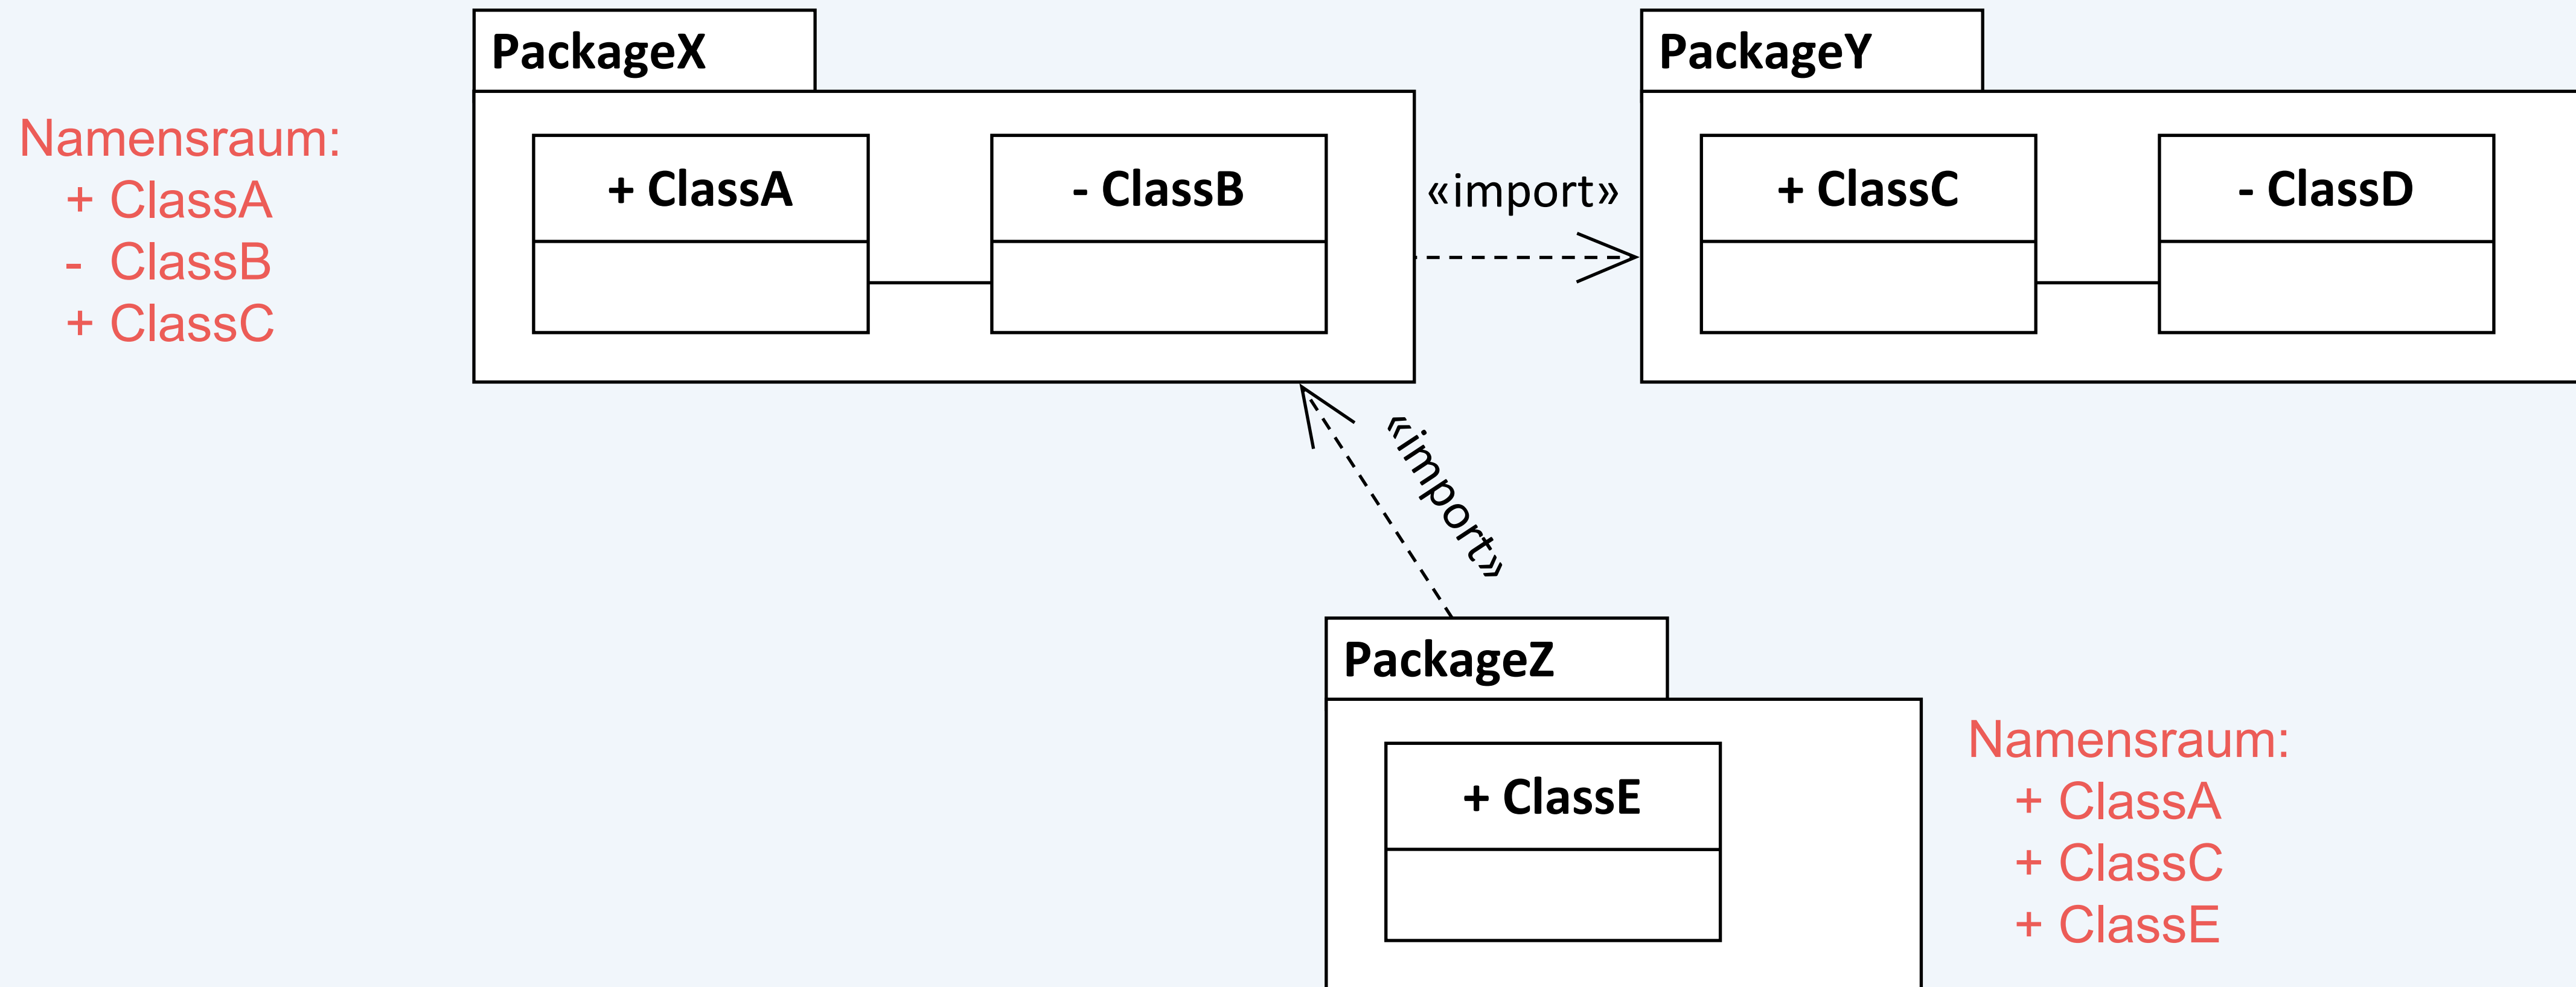 PackageX
PackageY
Namensraum:
+ ClassA
- ClassB
+ ClassC
+ ClassA
- ClassB
«import»
+ ClassC
- ClassD
«import»
PackageZ
+ ClassE
Namensraum:
+ ClassA
+ ClassC
+ ClassE